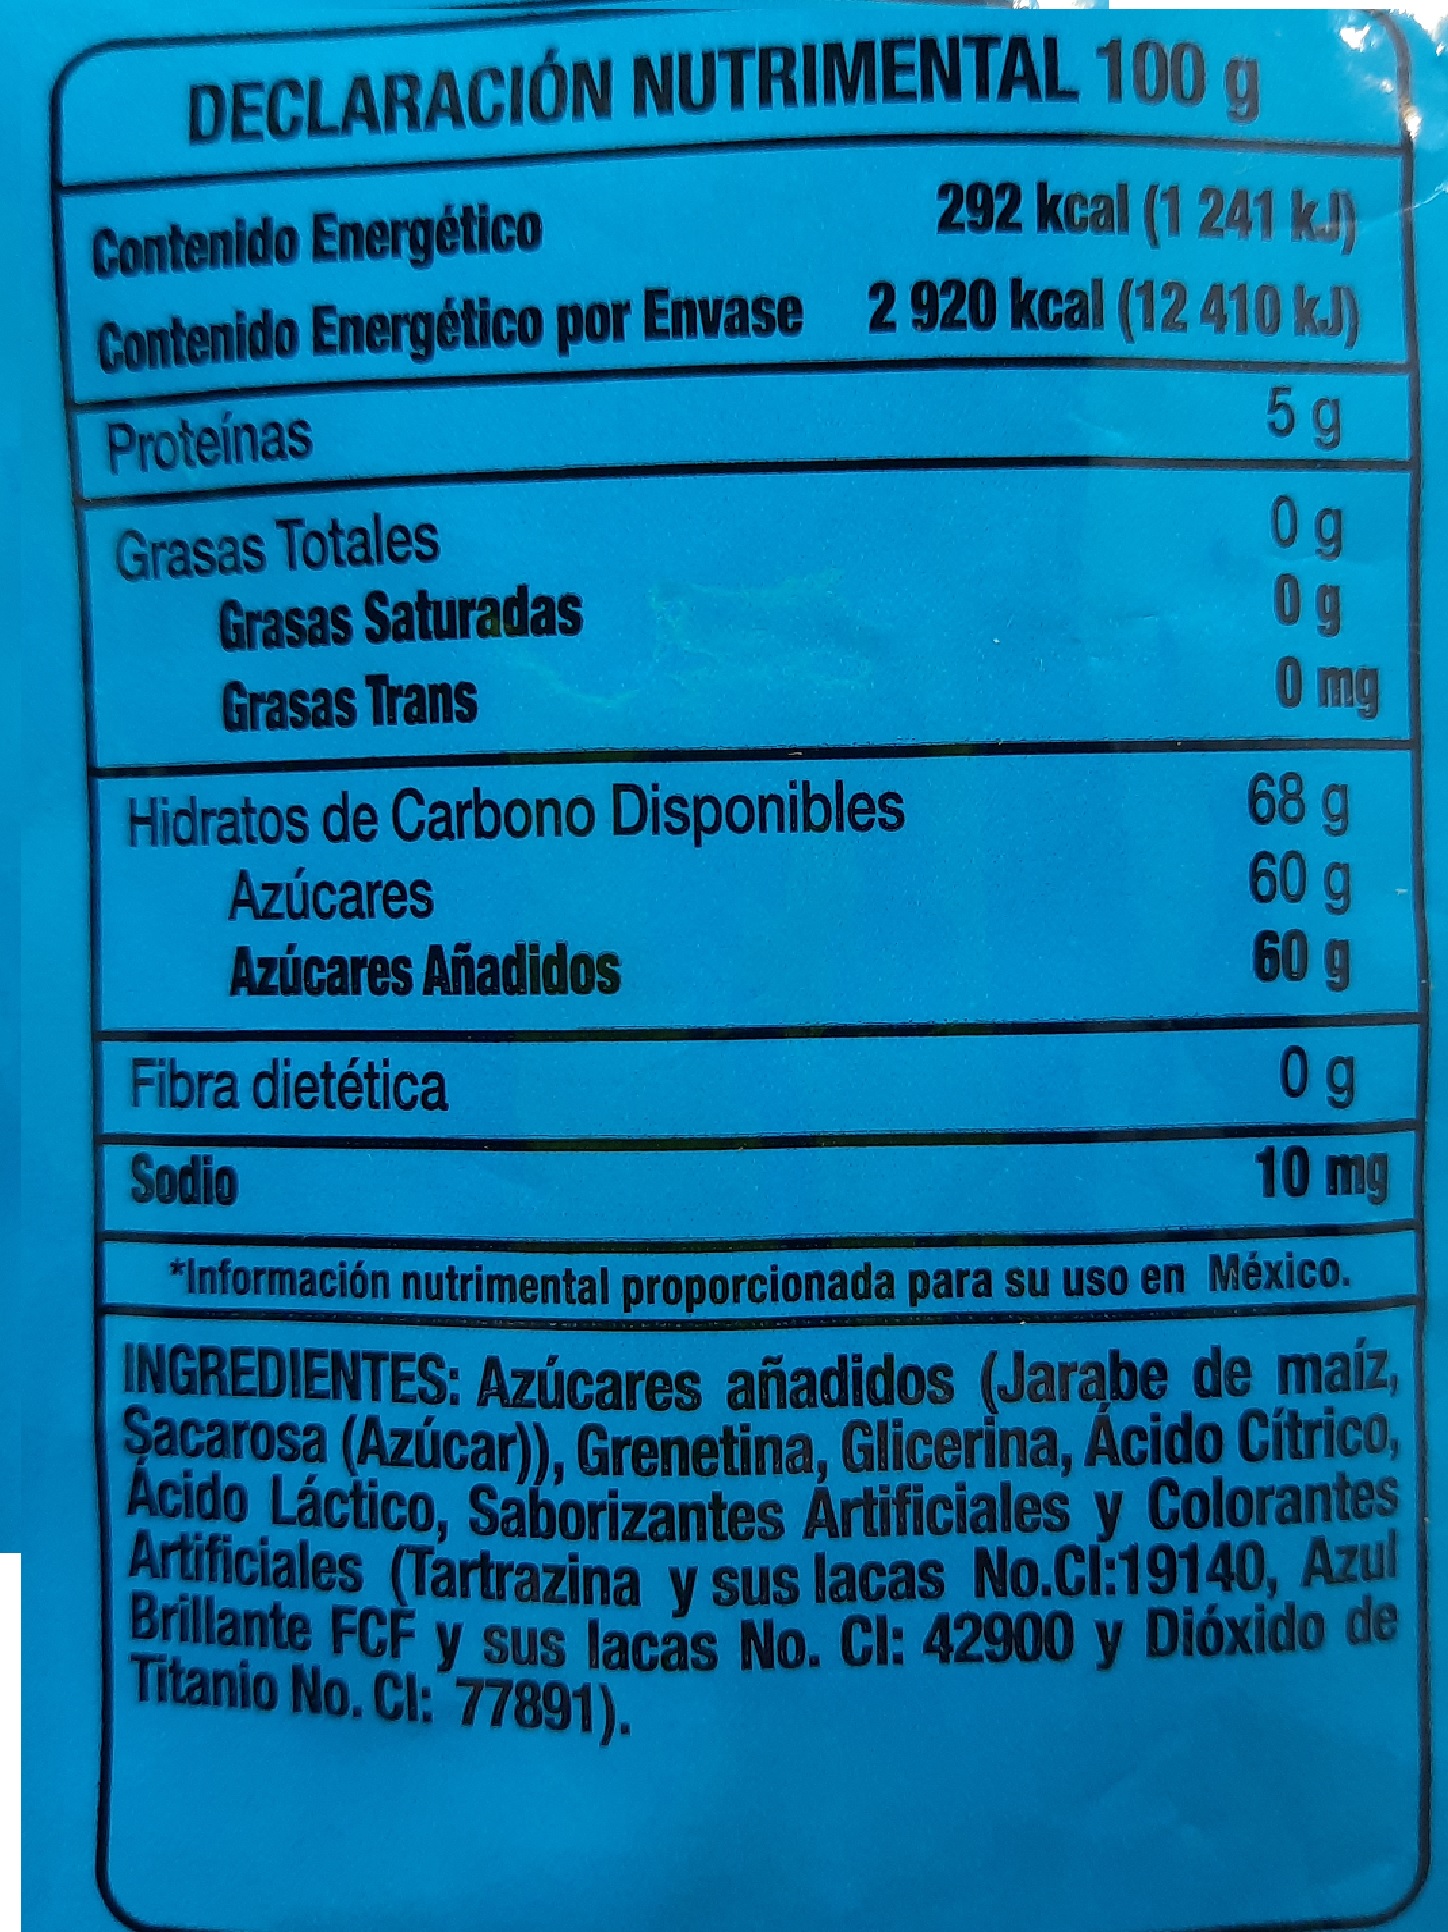 DECLARACIÓN NUTRIMENTAL 100 g
Contenido Energético 292 kcal (1 241 kJ)
Contenido Energético por Envase 2 920 kcal (12 410 kJ)
Proteínas 5 g
Grasas Totales 0 g
Grasas Saturadas 0 g
Grasas Trans 0 mg
Hidratos de Carbono Disponibles 68 g
Azúcares 60 g
Azúcares Añadidos 60 g
Fibra dietética 0 g
Sodio 10 mg
*Información nutrimental proporcionada para su uso en México.
INGREDIENTES: Azúcares añadidos (Jarabe de maíz,
Sacarosa (Azúcar)), Grenetina, Glicerina, Ácido Cítrico,
Ácido Láctico, Saborizantes Artificiales y Colorantes
Artificiales (Tartrazina y sus lacas No.CI:19140, Azul
Brillante FCF y sus lacas No. CI: 42900 y Dióxido de
Titanio No. CI: 77891).